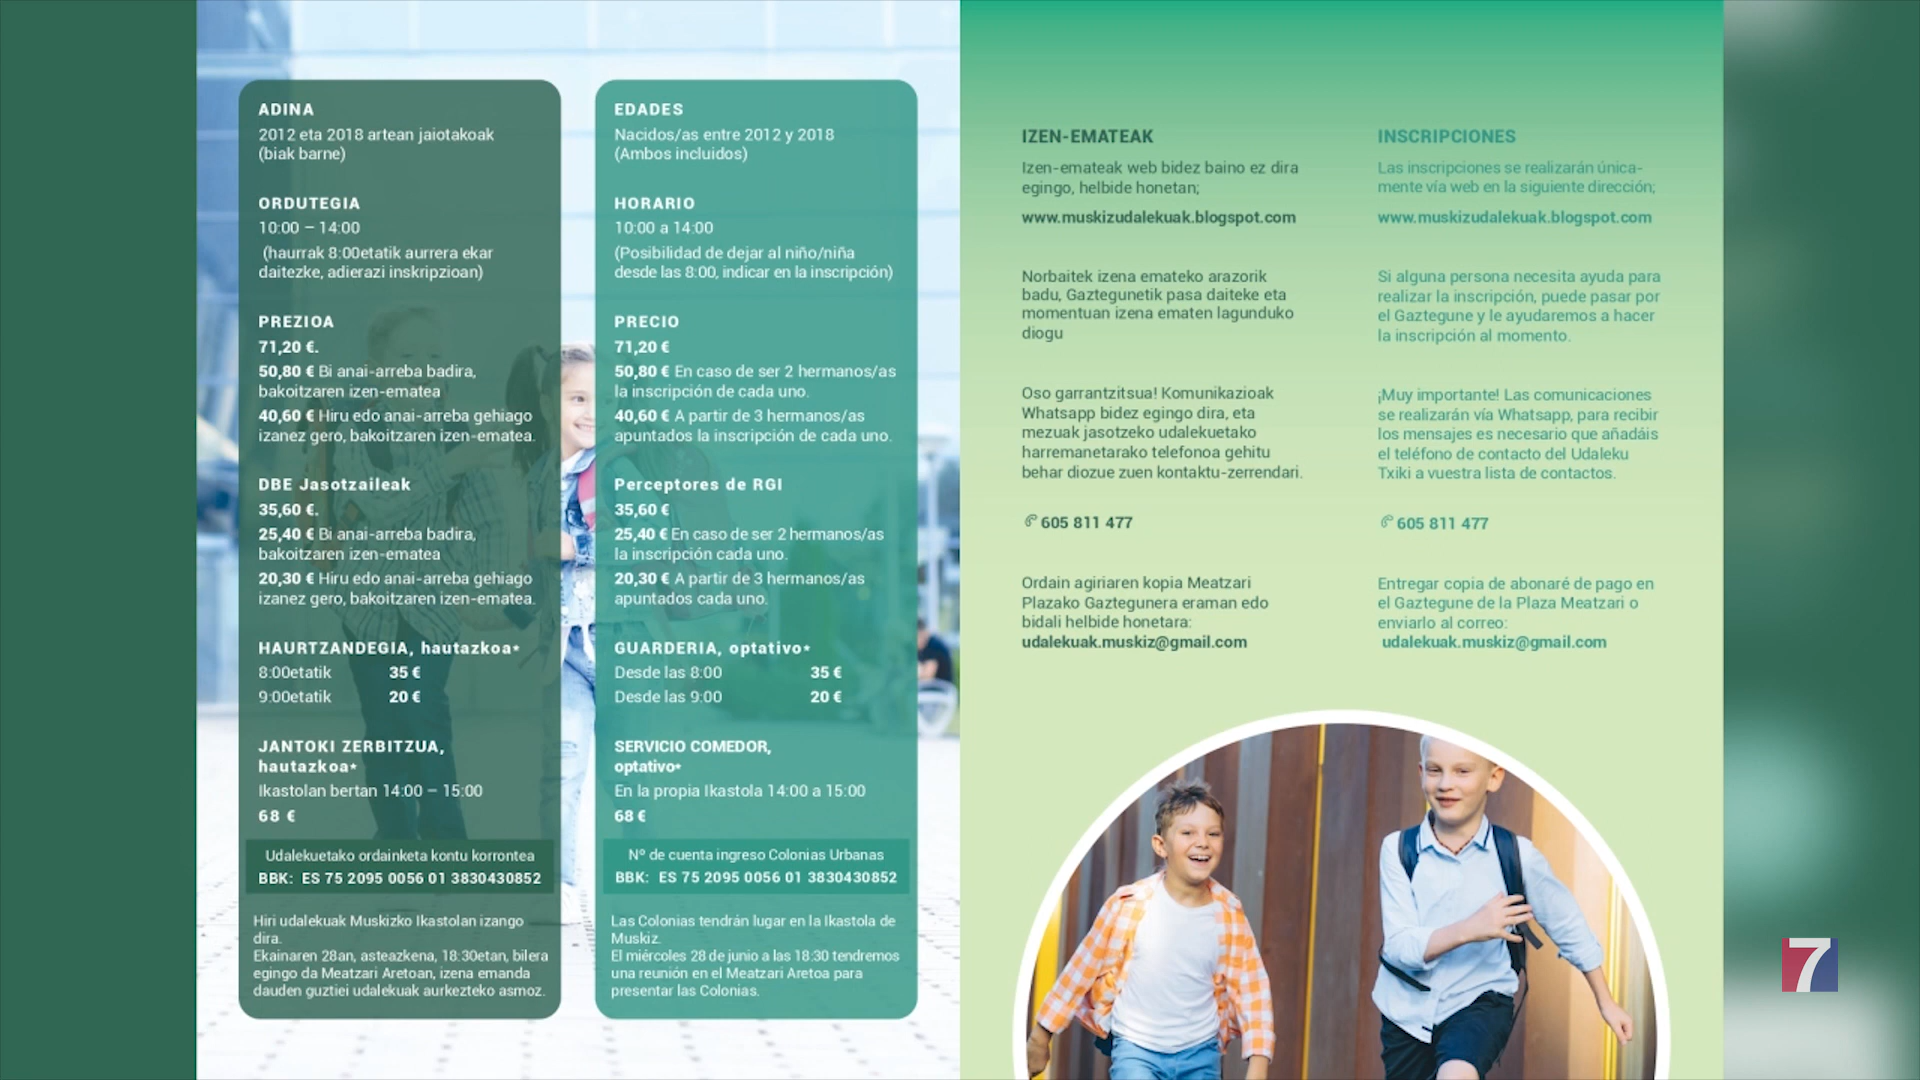 ADINA
2012 eta 2018 artean jaiotakoak
(biak barne)
ORDUTEGIA
10:00 – 14:00
(haurrak 8:00etatik aurrera ekar
daitezke, adierazi inskripzioan)
PREZIOA
71,20 €.
50,80 € Bi anai-arreba badira,
bakoitzaren izen-ematea
40,60 € Hiru edo anai-arreba gehiago
izanez gero, bakoitzaren izen-ematea.
DBE Jasotzaileak
35,60 €.
25,40 € Bi anai-arreba badira,
bakoitzaren izen-ematea
20,30 € Hiru edo anai-arreba gehiago
izanez gero, bakoitzaren izen-ematea.
HAURTZANDEGIA, hautazkoa*
8:00etatik 35 €
9:00etatik 20 €
JANTOKI ZERBITZUA,
hautazkoa*
Ikastolan bertan 14:00 – 15:00
68 €
Udalekuetako ordainketa kontu korrontea
BBK: ES 75 2095 0056 01 3830430852
Hiri udalekuak Muskizko Ikastolan izango
dira.
Ekainaren 28an, asteazkena, 18:30etan, bilera
egingo da Meatzari Aretoan, izena emanda
dauden guztiei udalekuak aurkezteko asmoz.
EDADES
Nacidos/as entre 2012 y 2018
(Ambos incluidos)
HORARIO
10:00 a 14:00
(Posibilidad de dejar al niño/niña
desde las 8:00, indicar en la inscripción)
PRECIO
71,20 €
50,80 € En caso de ser 2 hermanos/as
la inscripción de cada uno.
40,60 € A partir de 3 hermanos/as
apuntados la inscripción de cada uno.
Perceptores de RGI
35,60 €
25,40 € En caso de ser 2 hermanos/as
la inscripción cada uno.
20,30 € A partir de 3 hermanos/as
apuntados cada uno.
GUARDERIA, optativo*
Desde las 8:00 35 €
Desde las 9:00 20 €
SERVICIO COMEDOR,
optativo*
En la propia Ikastola 14:00 a 15:00
68 €
Nº de cuenta ingreso Colonias Urbanas
BBK: ES 75 2095 0056 01 3830430852
Las Colonias tendrán lugar en la Ikastola de
Muskiz.
El miércoles 28 de junio a las 18:30 tendremos
una reunión en el Meatzari Aretoa para
presentar las Colonias.
IZEN-EMATEAK
Izen-emateak web bidez baino ez dira
egingo, helbide honetan;
www.muskizudalekuak.blogspot.com
Norbaitek izena emateko arazorik
badu, Gaztegunetik pasa daiteke eta
momentuan izena ematen lagunduko
diogu
Oso garrantzitsua! Komunikazioak
Whatsapp bidez egingo dira, eta
mezuak jasotzeko udalekuetako
harremanetarako telefonoa gehitu
behar diozue zuen kontaktu-zerrendari.
✆ 605 811 477
Ordain agiriaren kopia Meatzari
Plazako Gaztegunera eraman edo
bidali helbide honetara:
udalekuak.muskiz@gmail.com
INSCRIPCIONES
Las inscripciones se realizarán única-
mente vía web en la siguiente dirección;
www.muskizudalekuak.blogspot.com
Si alguna persona necesita ayuda para
realizar la inscripción, puede pasar por
el Gaztegune y le ayudaremos a hacer
la inscripción al momento.
¡Muy importante! Las comunicaciones
se realizarán vía Whatsapp, para recibir
los mensajes es necesario que añadáis
el teléfono de contacto del Udaleku
Txiki a vuestra lista de contactos.
✆ 605 811 477
Entregar copia de abonaré de pago en
el Gaztegune de la Plaza Meatzari o
enviarlo al correo:
udalekuak.muskiz@gmail.com
7